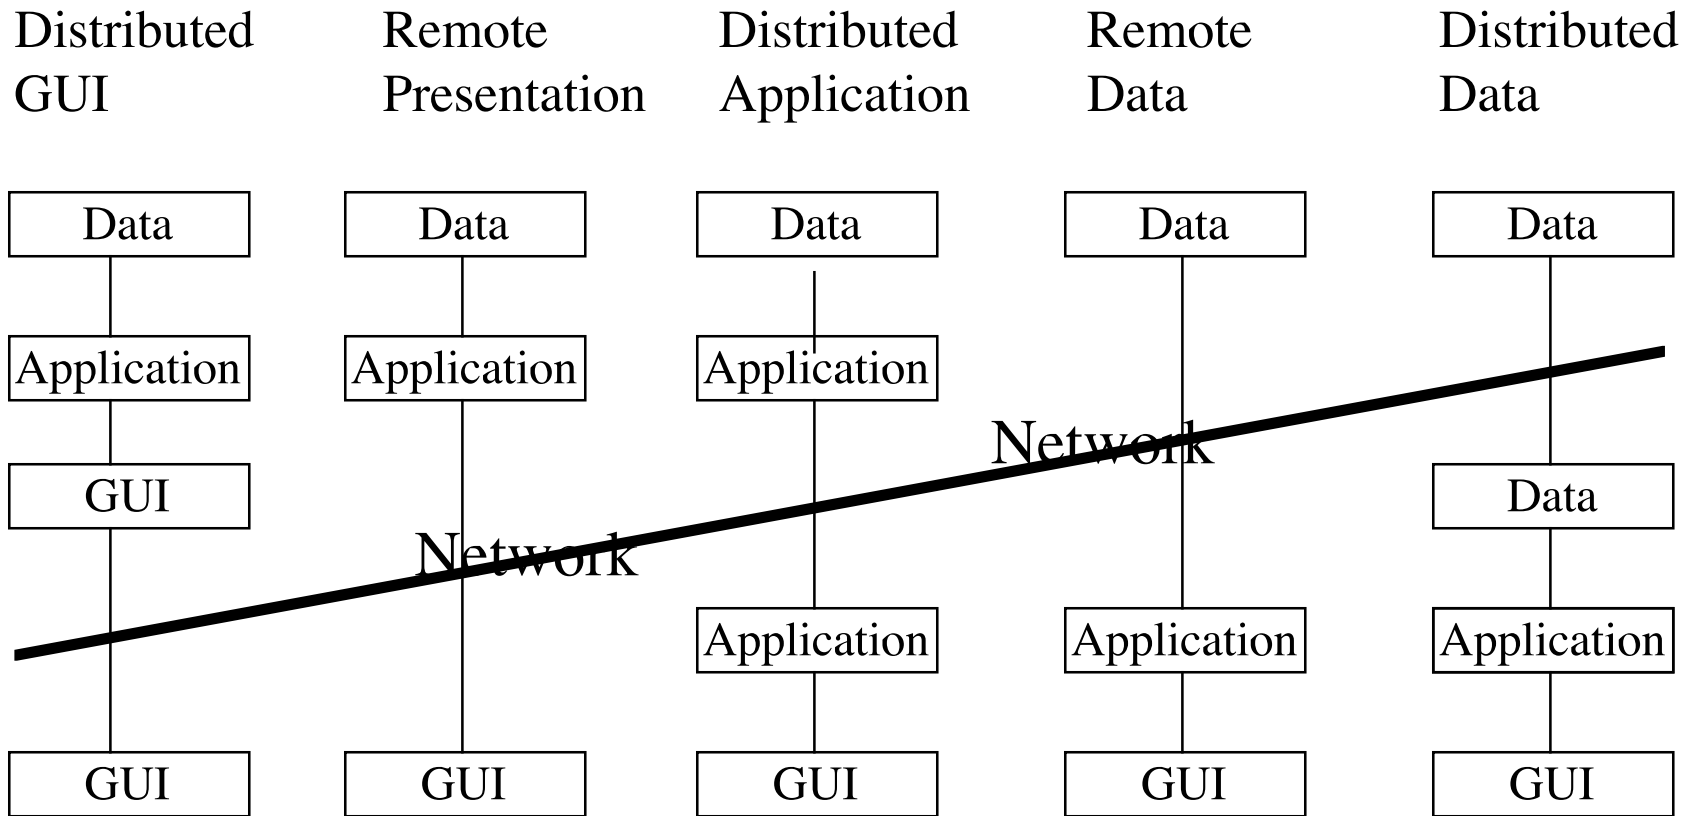 Distributed GUI
Remote Presentation
Distributed Application
Remote Data
Distributed Data
Data
Data
Data
Data
Data
Application
Application
Application
Network
GUI
Data
Network
Application
Application
Application
GUI
GUI
GUI
GUI
GUI